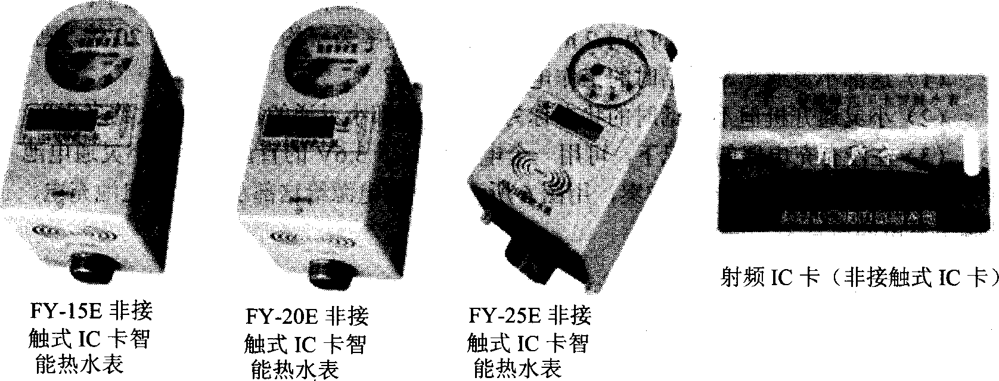 射频 IC 卡（非接触式 IC 卡）
FY-15E 非接
触式 IC 卡智
能热水表
FY-20E 非接
触式 IC 卡智
能热水表
FY-25E 非接
触式 IC 卡智
能热水表